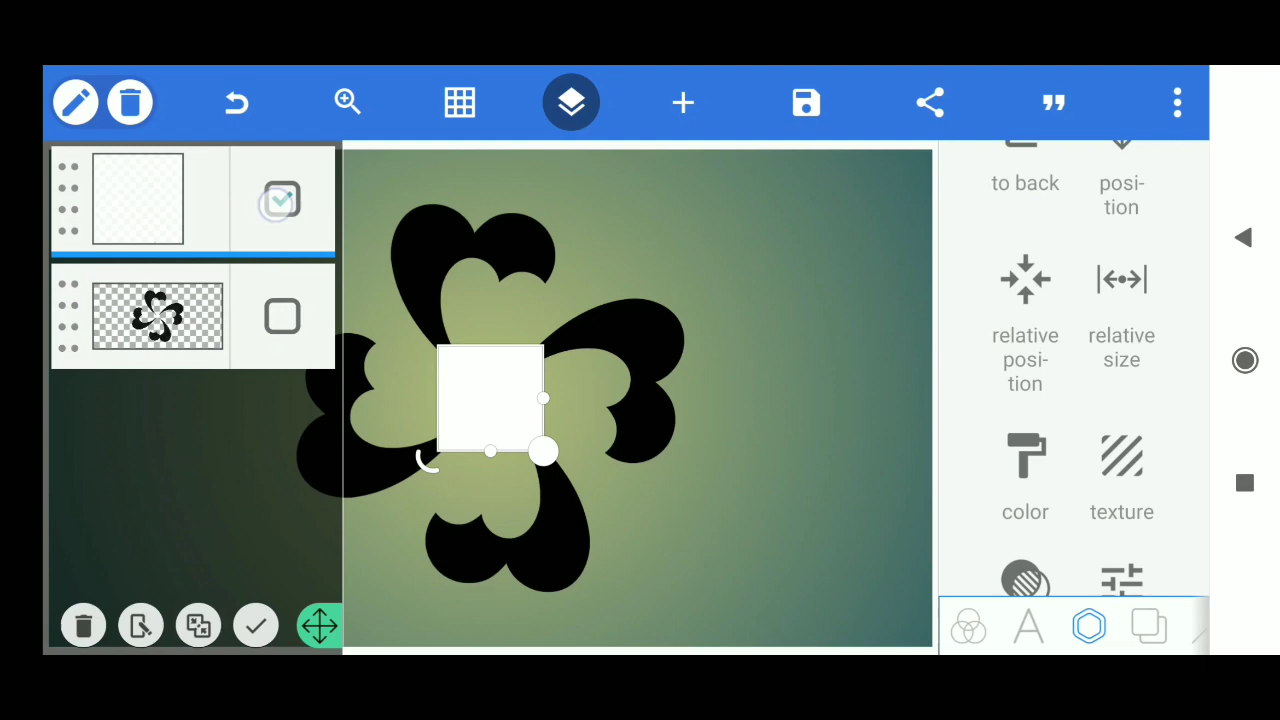 to back
posi-
tion
relative
posi-
tion
relative
size
color
texture